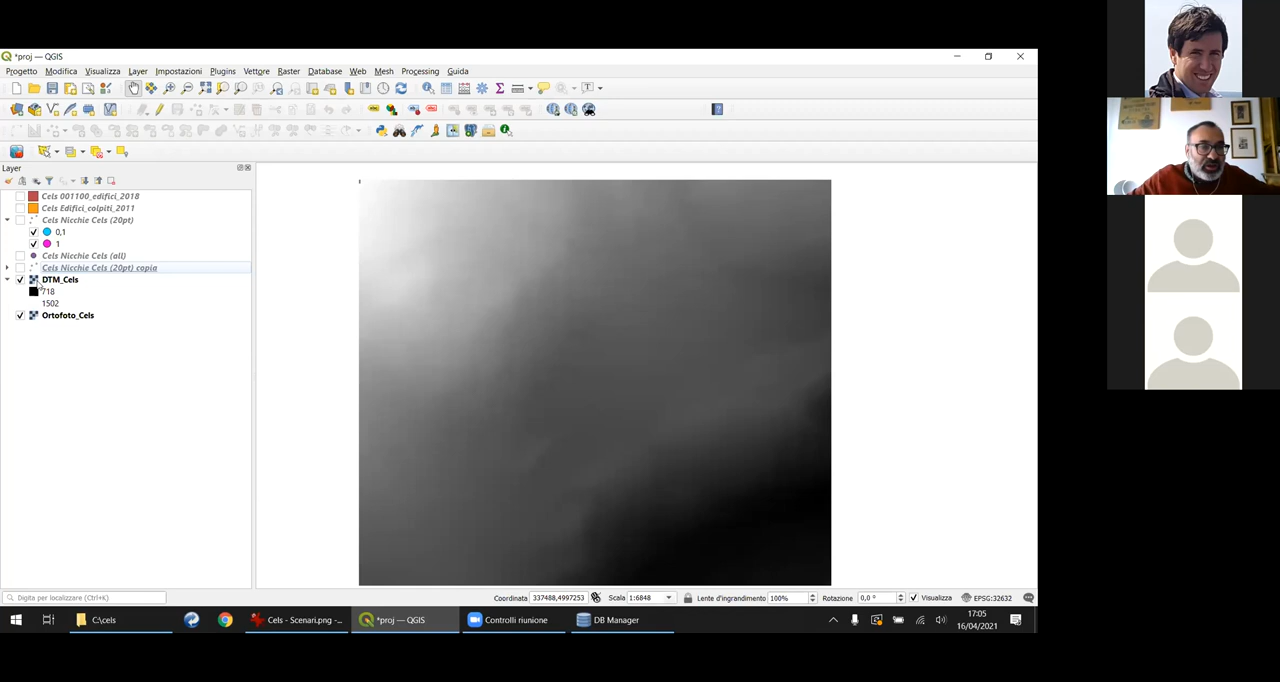 *proj — QGIS
Progetto Modifica Visualizza Layer Impostazioni Plugins Vettore Raster Database Web Mesh Processing Guida
Layer
Cels 001100_edifici_2018
Cels Edifici_colpiti_2011
Cels Nicchie Cels (20pt)
0,1
1
Cels Nicchie Cels (all)
Cels Nicchie Cels (20pt) copia
DTM_Cels
718
1502
Ortofoto_Cels
Digita per localizzare (Ctrl+K) Coordinata 337488,4997253 Scala 1:6848 Lente d'ingrandimento 100% Rotazione 0,0 ° Visualizza EPSG:32632
C:\cels Cels - Scenari.png -... *proj — QGIS Controlli riunione DB Manager 17:05
16/04/2021